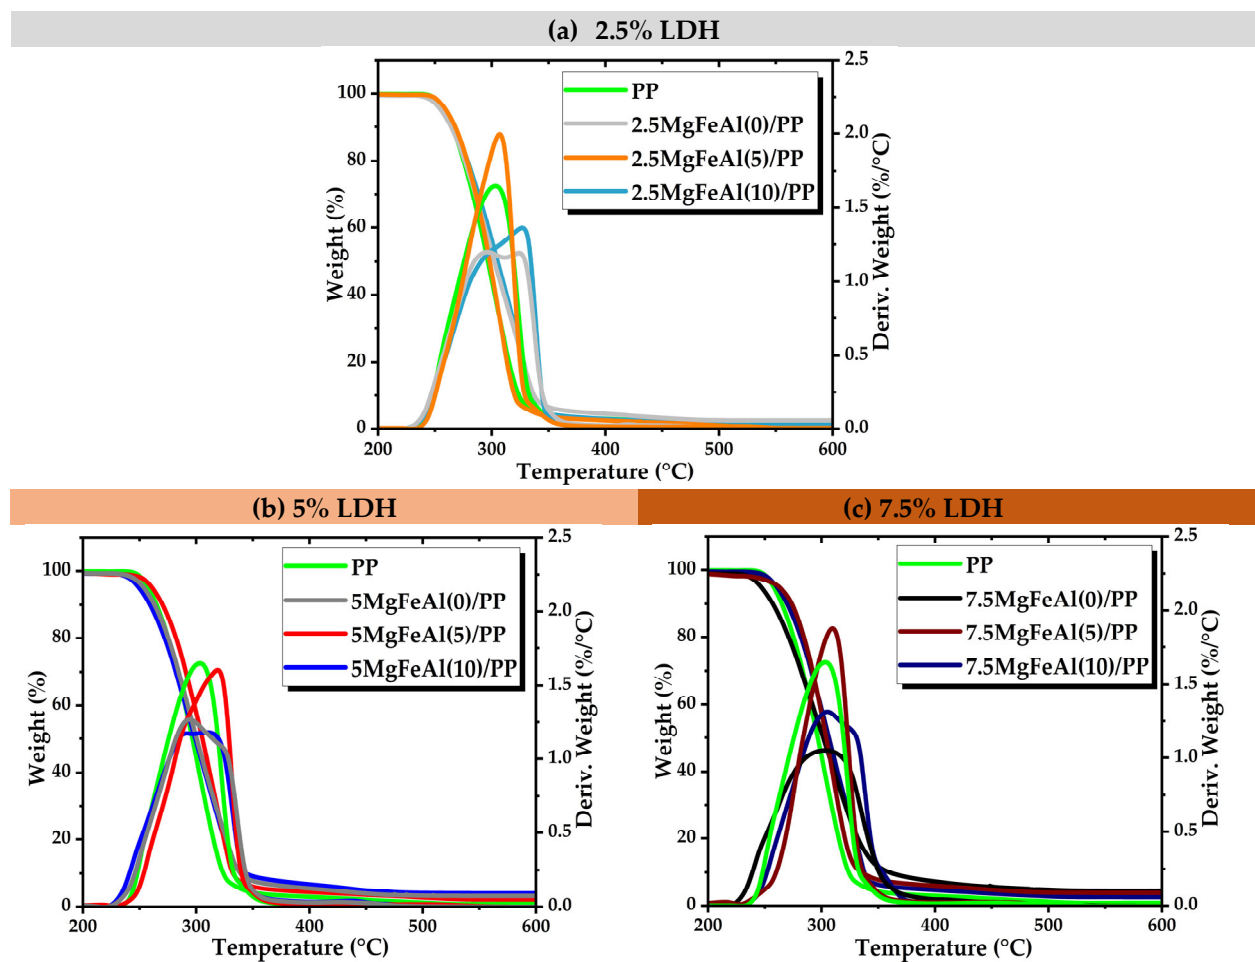 (a) 2.5% LDH
PP
2.5MgFeAl(0)/PP
2.5MgFeAl(5)/PP
2.5MgFeAl(10)/PP
Weight (%)
100
80
60
40
20
0
2.5
2.0
1.5
1.0
0.5
0.0
Deriv. Weight (%/°C)
200 300 400 500 600
Temperature (°C)
(b) 5% LDH
PP
5MgFeAl(0)/PP
5MgFeAl(5)/PP
5MgFeAl(10)/PP
Weight (%)
100
80
60
40
20
0
2.5
2.0
1.5
1.0
0.5
0.0
Deriv. Weight (%/°C)
200 300 400 500 600
Temperature (°C)
(c) 7.5% LDH
PP
7.5MgFeAl(0)/PP
7.5MgFeAl(5)/PP
7.5MgFeAl(10)/PP
Weight (%)
100
80
60
40
20
0
2.5
2.0
1.5
1.0
0.5
0.0
Deriv. Weight (%/°C)
200 300 400 500 600
Temperature (°C)